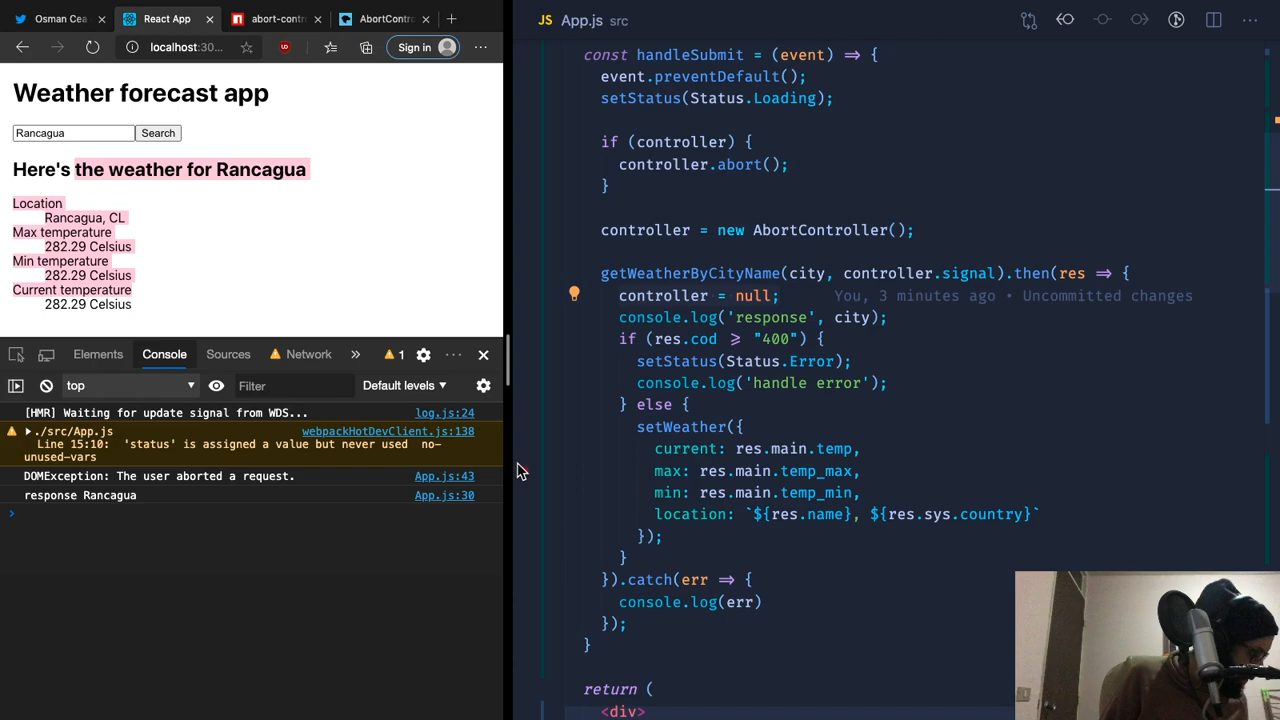 Osman Cea
React App
abort-contr
AbortContro
localhost:30...
Sign in
Weather forecast app
Rancagua
Search
Here's the weather for Rancagua
Location
Rancagua, CL
Max temperature
282.29 Celsius
Min temperature
282.29 Celsius
Current temperature
282.29 Celsius
Elements
Console
Sources
Network
1
top
Filter
Default levels
[HMR] Waiting for update signal from WDS...
log.js:24
./src/App.js
webpackHotDevClient.js:138
Line 15:10:  'status' is assigned a value but never used  no-
unused-vars
DOMException: The user aborted a request.
App.js:43
response Rancagua
App.js:30
JS App.js src
const handleSubmit = (event) => {
event.preventDefault();
setStatus(Status.Loading);
if (controller) {
controller.abort();
}
controller = new AbortController();
getWeatherByCityName(city, controller.signal).then(res => {
controller = null; You, 3 minutes ago • Uncommitted changes
console.log('response', city);
if (res.cod >= "400") {
setStatus(Status.Error);
console.log('handle error');
} else {
setWeather({
current: res.main.temp,
max: res.main.temp_max,
min: res.main.temp_min,
location: `${res.name}, ${res.sys.country}`
});
}
}).catch(err => {
console.log(err)
});
}
return (
<div>